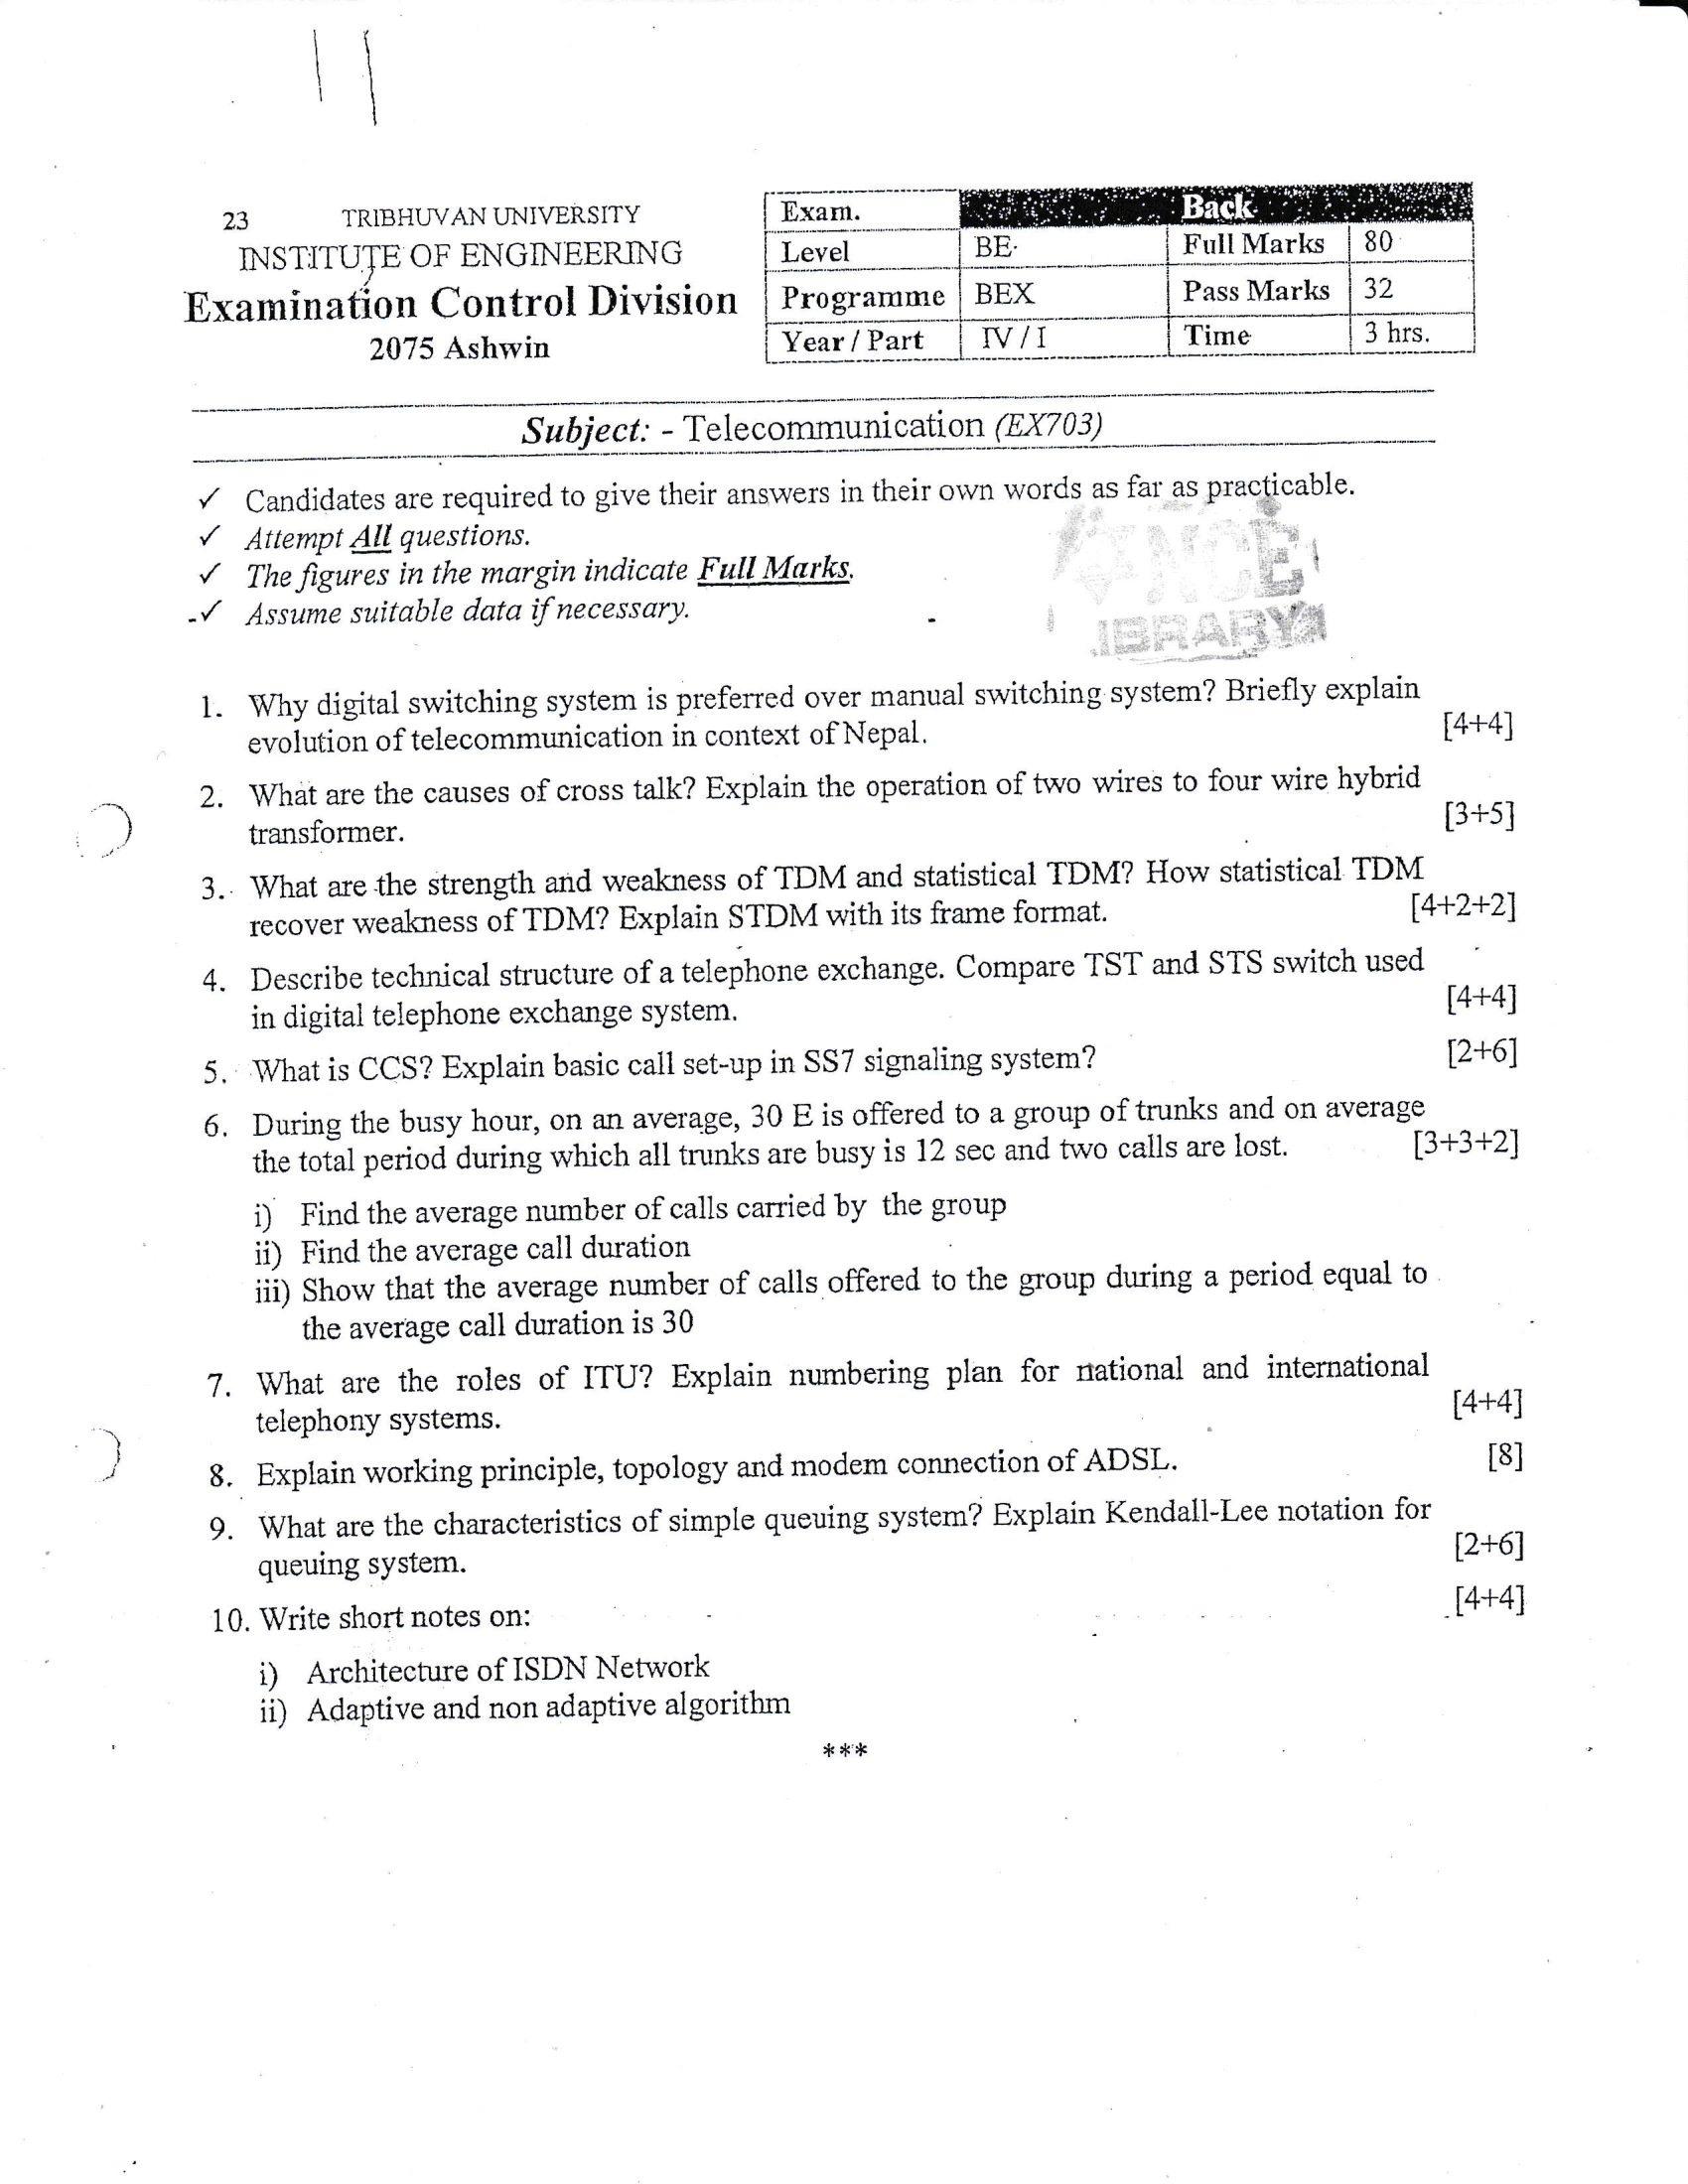 23 TRIBHUVAN UNIVERSITY
INSTITUTE OF ENGINEERING
Examination Control Division
2075 Ashwin
Exam. Back
Level BE Full Marks 80
Programme BEX Pass Marks 32
Year / Part IV / I Time 3 hrs.
Subject: - Telecommunication (EX703)
✓ Candidates are required to give their answers in their own words as far as practicable.
✓ Attempt All questions.
✓ The figures in the margin indicate Full Marks.
✓ Assume suitable data if necessary.
NCE
LIBRARY
1. Why digital switching system is preferred over manual switching system? Briefly explain
evolution of telecommunication in context of Nepal. [4+4]
2. What are the causes of cross talk? Explain the operation of two wires to four wire hybrid
transformer. [3+5]
3. What are the strength and weakness of TDM and statistical TDM? How statistical TDM
recover weakness of TDM? Explain STDM with its frame format. [4+2+2]
4. Describe technical structure of a telephone exchange. Compare TST and STS switch used
in digital telephone exchange system. [4+4]
5. What is CCS? Explain basic call set-up in SS7 signaling system? [2+6]
6. During the busy hour, on an average, 30 E is offered to a group of trunks and on average
the total period during which all trunks are busy is 12 sec and two calls are lost. [3+3+2]
i) Find the average number of calls carried by the group
ii) Find the average call duration
iii) Show that the average number of calls offered to the group during a period equal to
the average call duration is 30
7. What are the roles of ITU? Explain numbering plan for national and international
telephony systems. [4+4]
8. Explain working principle, topology and modem connection of ADSL. [8]
9. What are the characteristics of simple queuing system? Explain Kendall-Lee notation for
queuing system. [2+6]
10. Write short notes on: [4+4]
i) Architecture of ISDN Network
ii) Adaptive and non adaptive algorithm
***